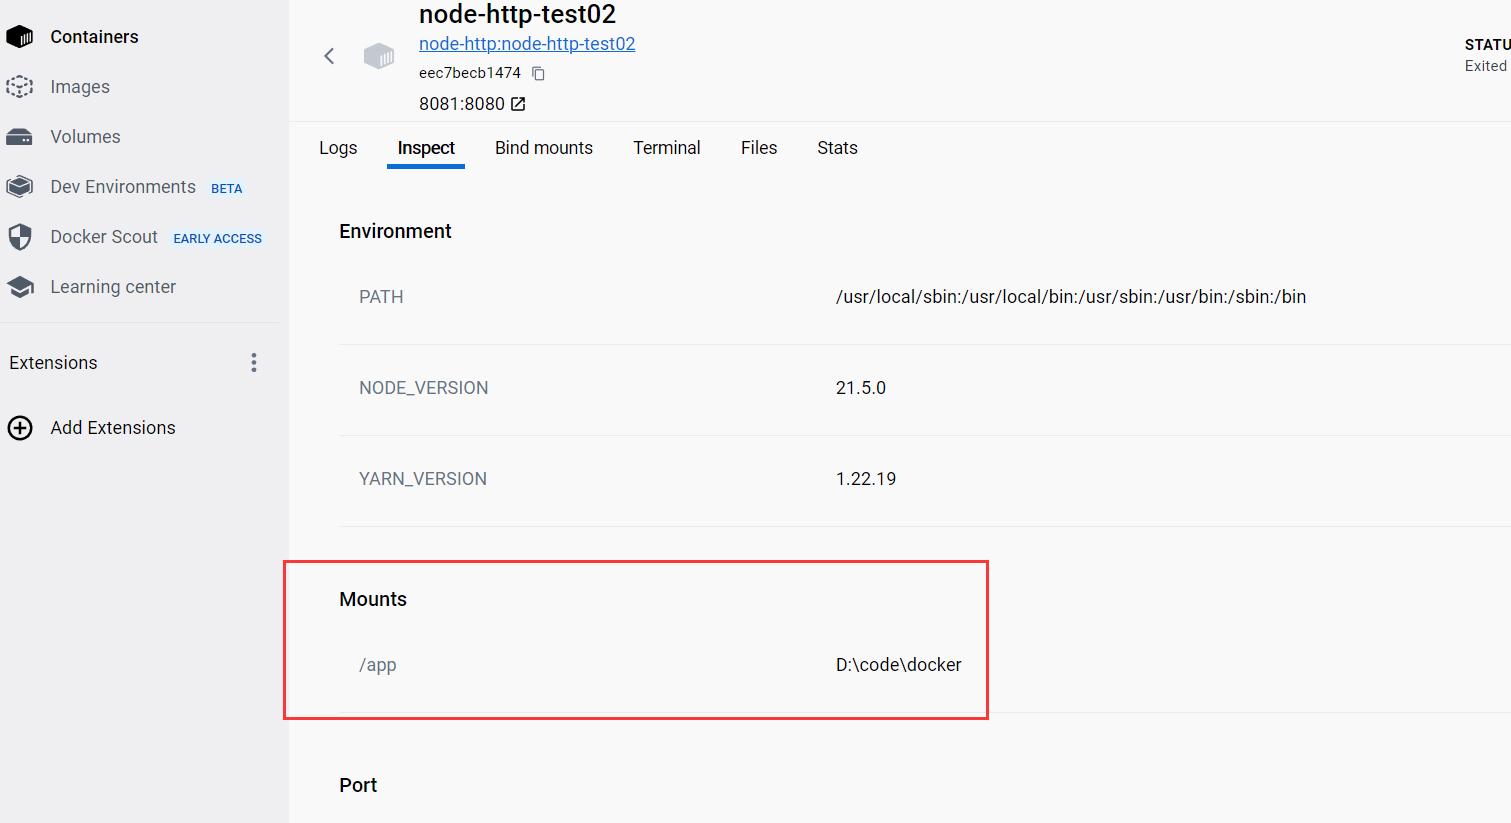 Containers
Images
Volumes
Dev Environments BETA
Docker Scout EARLY ACCESS
Learning center
Extensions
Add Extensions
node-http-test02
node-http:node-http-test02
eec7becb1474
8081:8080
STATU
Exited
Logs Inspect Bind mounts Terminal Files Stats
Environment
PATH /usr/local/sbin:/usr/local/bin:/usr/sbin:/usr/bin:/sbin:/bin
NODE_VERSION 21.5.0
YARN_VERSION 1.22.19
Mounts
/app D:\code\docker
Port